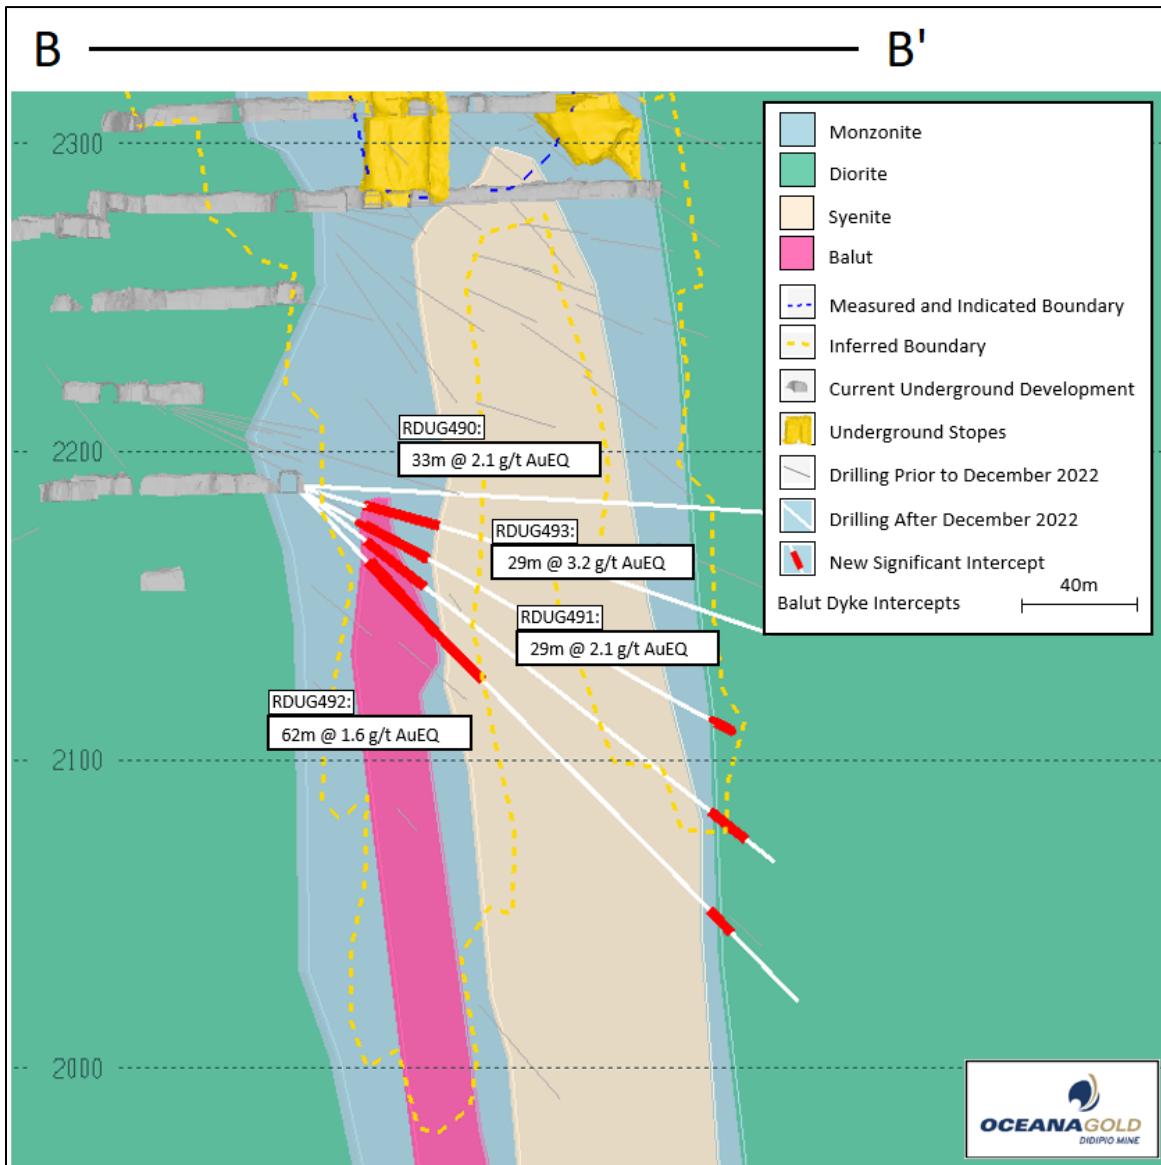 B
B'
2300
2200
2100
2000
Monzonite
Diorite
Syenite
Balut
Measured and Indicated Boundary
Inferred Boundary
Current Underground Development
Underground Stopes
Drilling Prior to December 2022
Drilling After December 2022
New Significant Intercept
40m
Balut Dyke Intercepts
RDUG490:
33m @ 2.1 g/t AuEQ
RDUG493:
29m @ 3.2 g/t AuEQ
RDUG491:
29m @ 2.1 g/t AuEQ
RDUG492:
62m @ 1.6 g/t AuEQ
OCEANAGOLD
DIDIPIO MINE